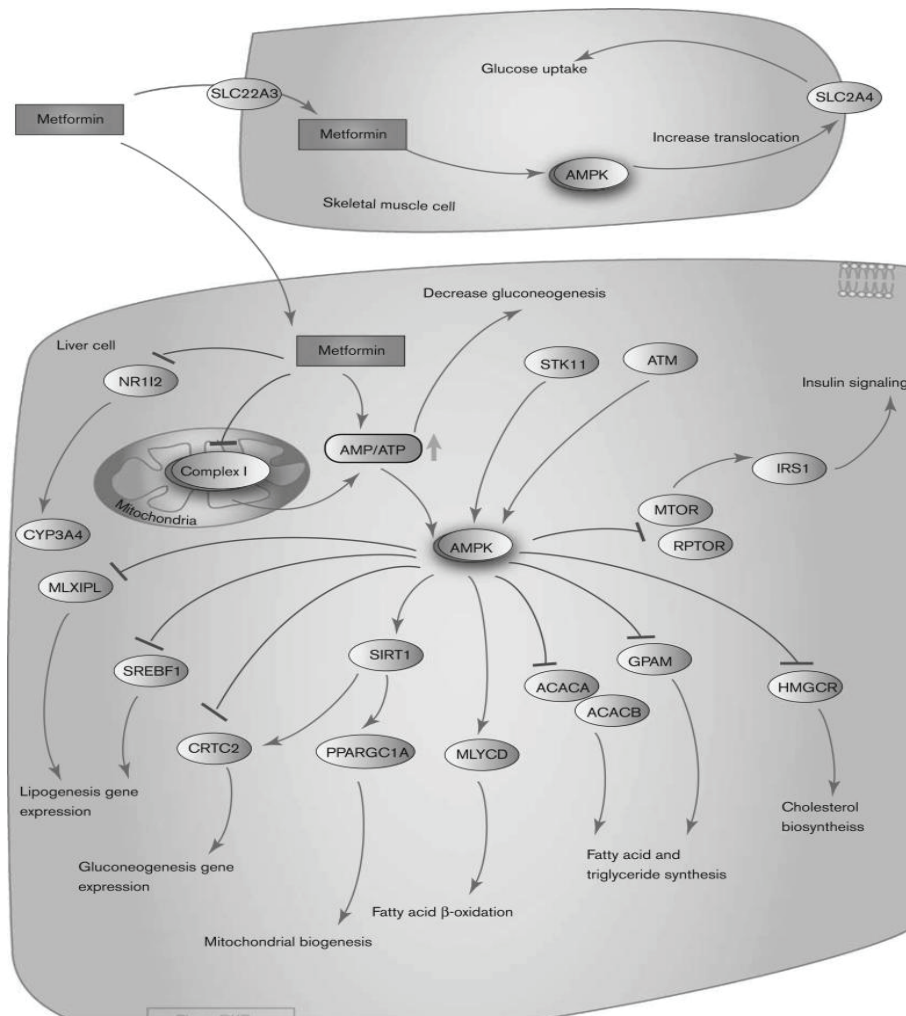 Glucose uptake
SLC22A3
SLC2A4
Metformin
Metformin
Increase translocation
AMPK
Skeletal muscle cell
Decrease gluconeogenesis
Liver cell
Metformin
STK11
ATM
NR1I2
Insulin signaling
AMP/ATP
Complex I
IRS1
Mitochondria
MTOR
CYP3A4
AMPK
RPTOR
MLXIPL
SREBF1
SIRT1
GPAM
ACACA
HMGCR
ACACB
CRTC2
PPARGC1A
MLYCD
Lipogenesis gene
expression
Cholesterol
biosyntheiss
Gluconeogenesis gene
expression
Fatty acid and
triglyceride synthesis
Fatty acid β-oxidation
Mitochondrial biogenesis